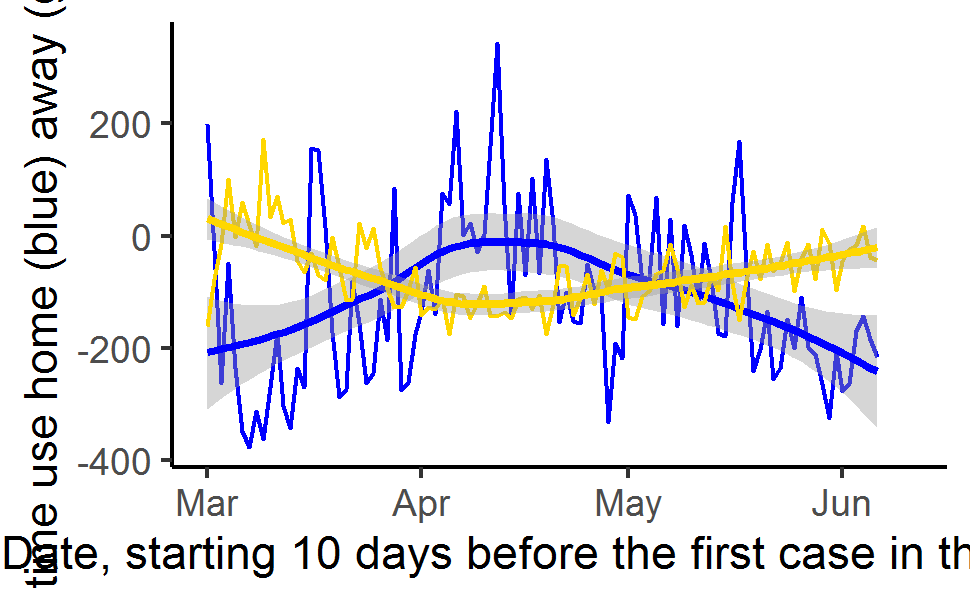 time use home (blue) away (g
200
0
-200
-400
Mar Apr May Jun
Date, starting 10 days before the first case in th